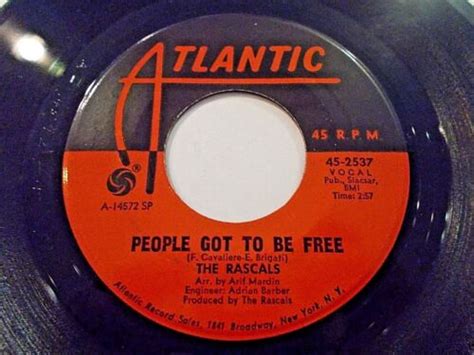 ATLANTIC
45 R.P.M.
45-2537
VOCAL
Pub., Slacsar,
BMI
Time: 2:57
A-14572 SP
PEOPLE GOT TO BE FREE
(F. Cavaliere-E. Brigati)
THE RASCALS
Arr. by Arif Mardin
Engineer: Adrian Barber
Produced by The Rascals
Atlantic Record Sales, 1841 Broadway, New York, N. Y.